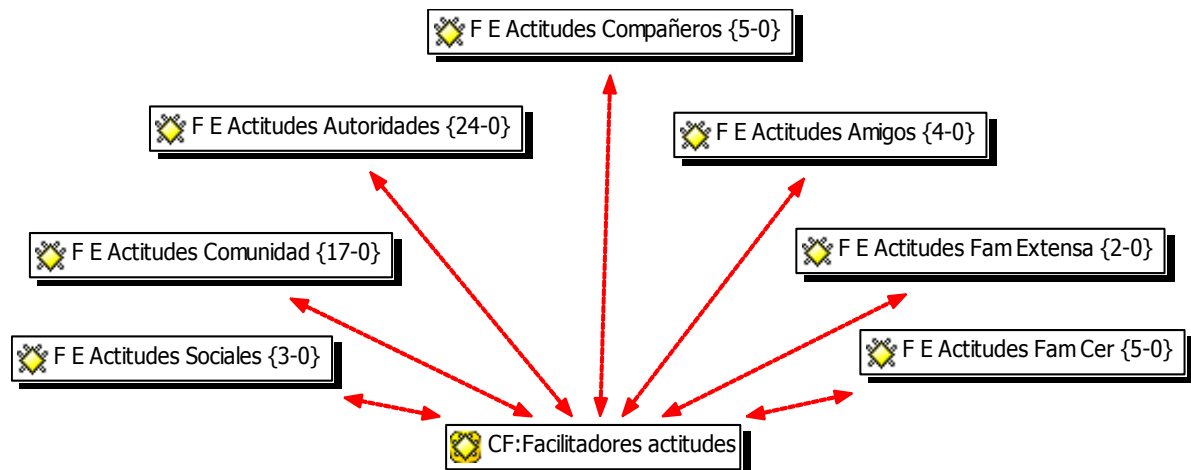 F E Actitudes Compañeros {5-0}
F E Actitudes Autoridades {24-0}
F E Actitudes Amigos {4-0}
F E Actitudes Comunidad {17-0}
F E Actitudes Fam Extensa {2-0}
F E Actitudes Sociales {3-0}
F E Actitudes Fam Cer {5-0}
CF:Facilitadores actitudes